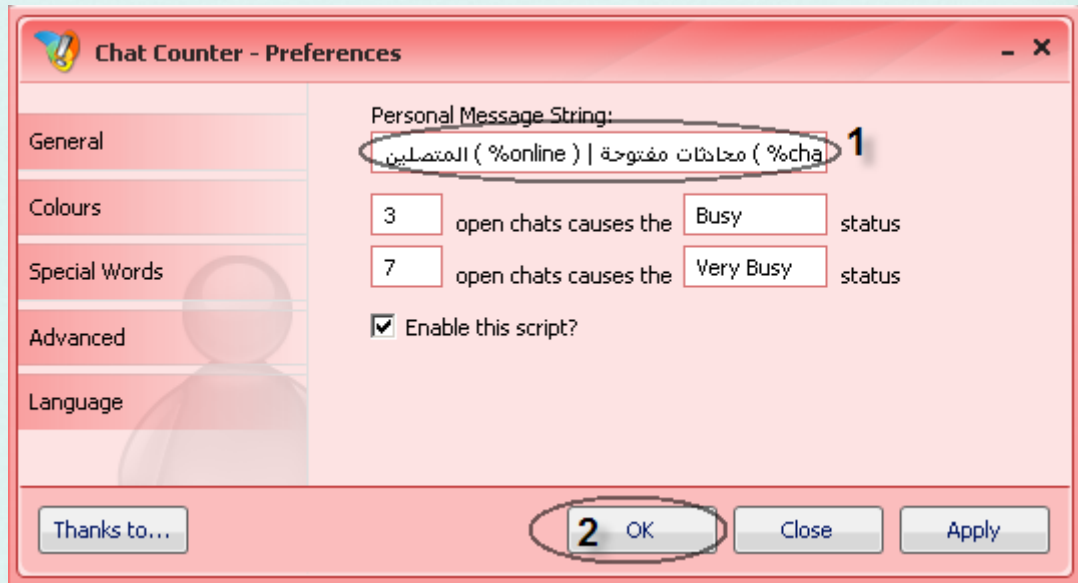 Chat Counter - Preferences
General
Colours
Special Words
Advanced
Language
Personal Message String:
المتصلين ( %online ) | محادثات مفتوحة ( %cha
1
3 open chats causes the Busy status
7 open chats causes the Very Busy status
Enable this script?
Thanks to...
2 OK
Close
Apply